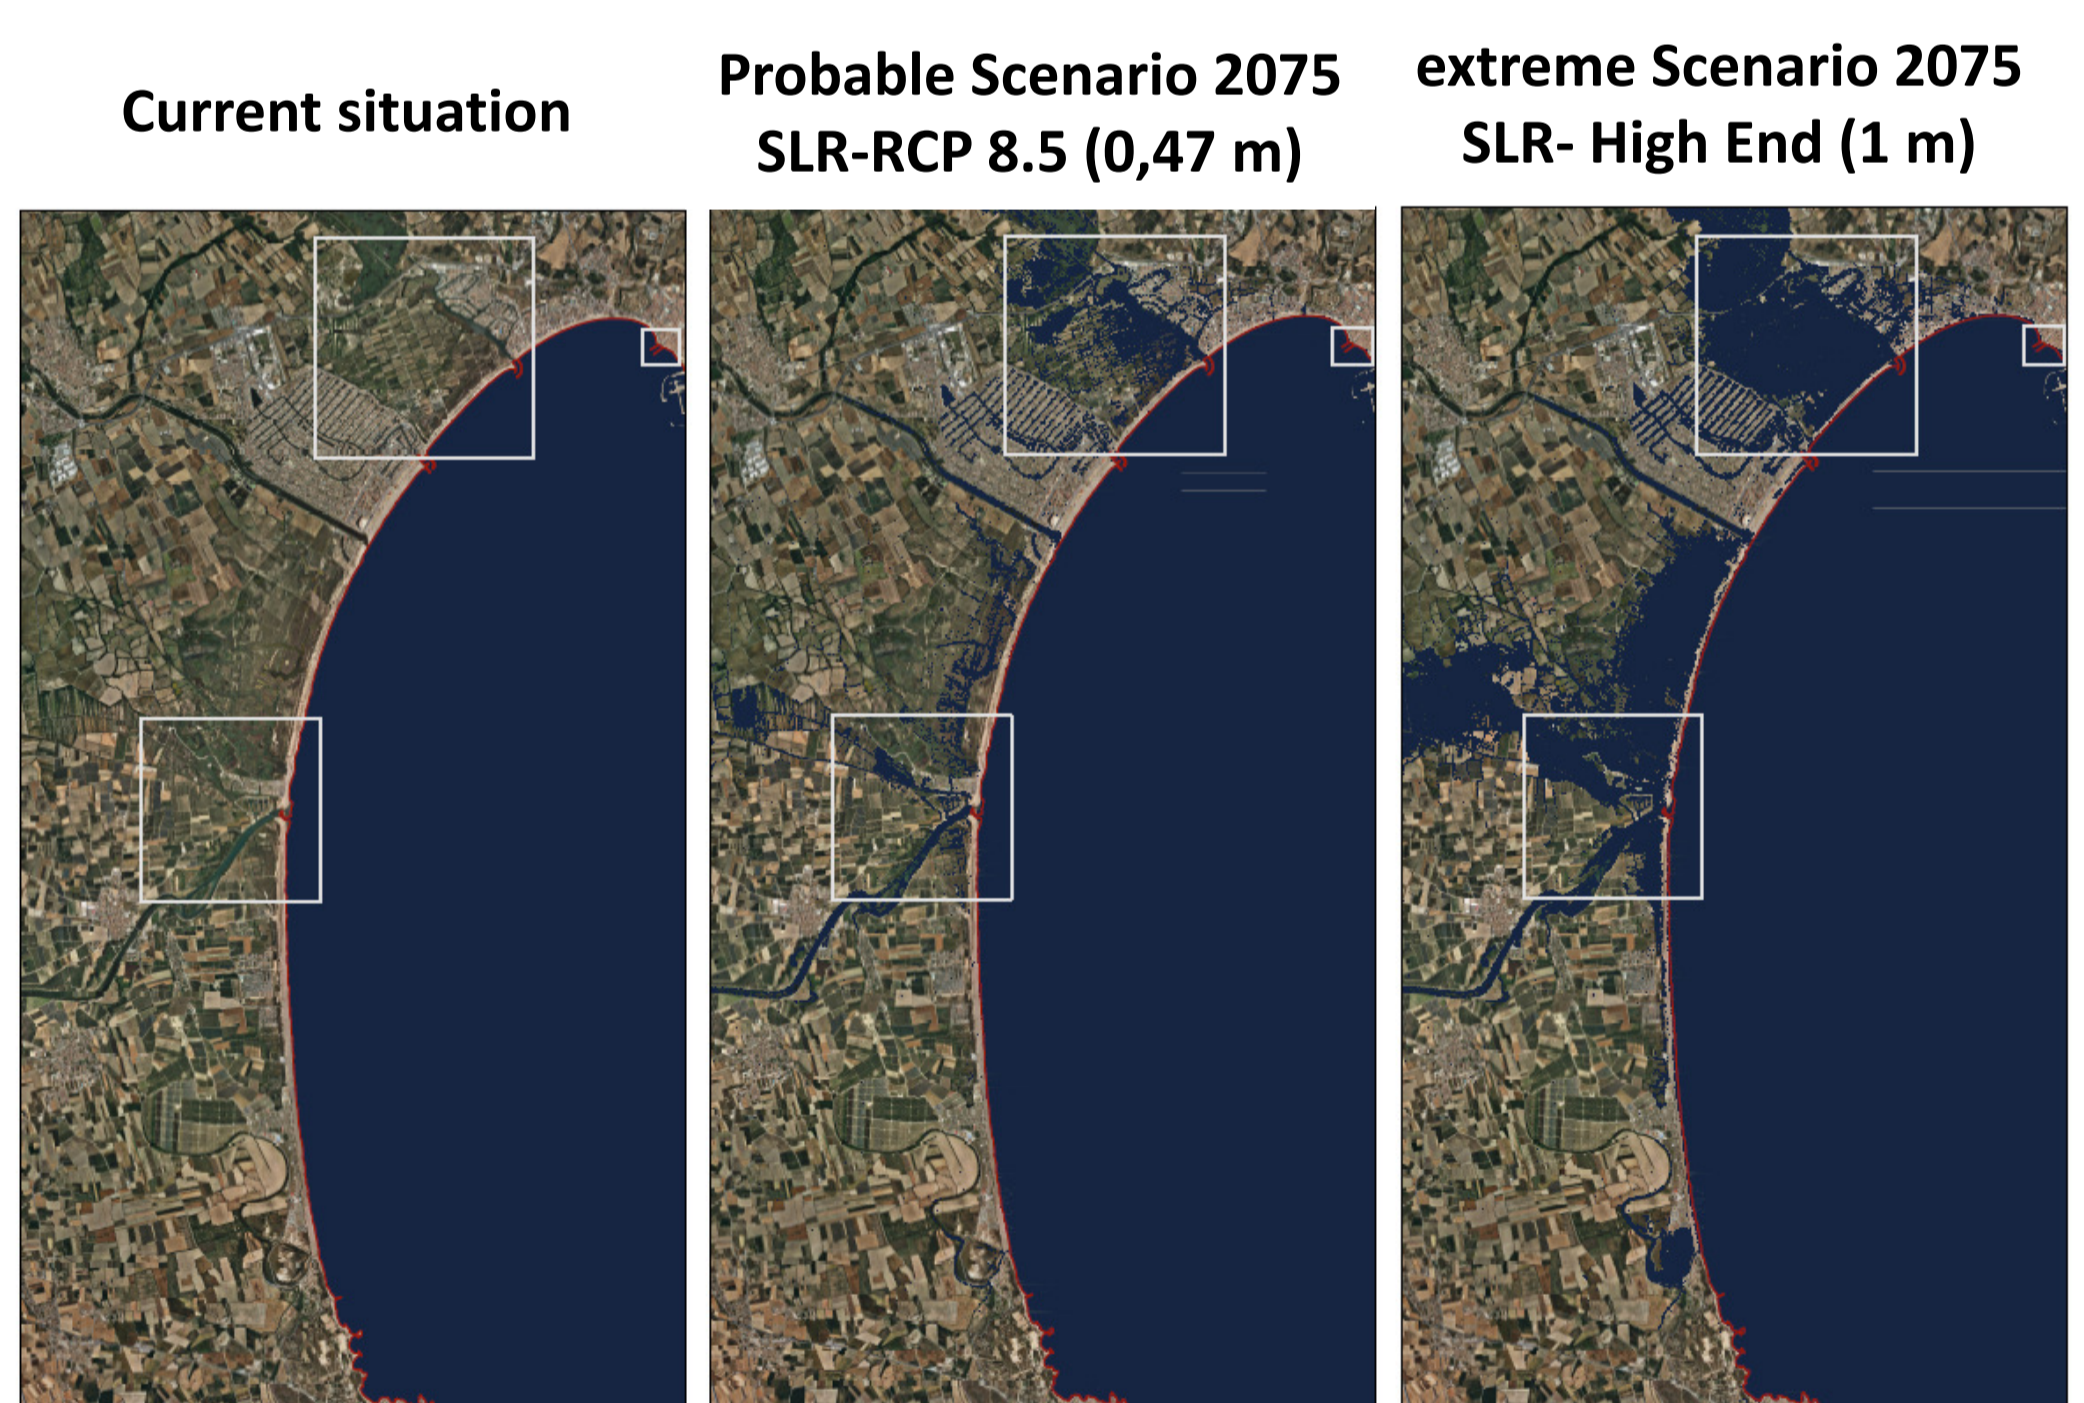 Current situation
Probable Scenario 2075
SLR-RCP 8.5 (0,47 m)
extreme Scenario 2075
SLR- High End (1 m)